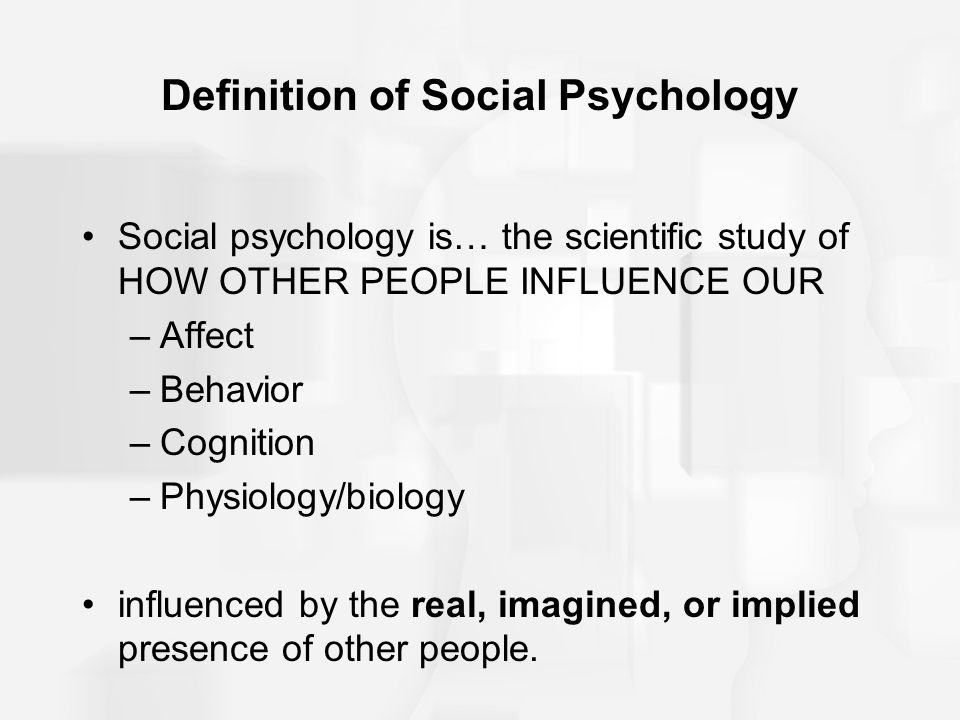 Definition of Social Psychology
• Social psychology is… the scientific study of
HOW OTHER PEOPLE INFLUENCE OUR
– Affect
– Behavior
– Cognition
– Physiology/biology
• influenced by the real, imagined, or implied
presence of other people.